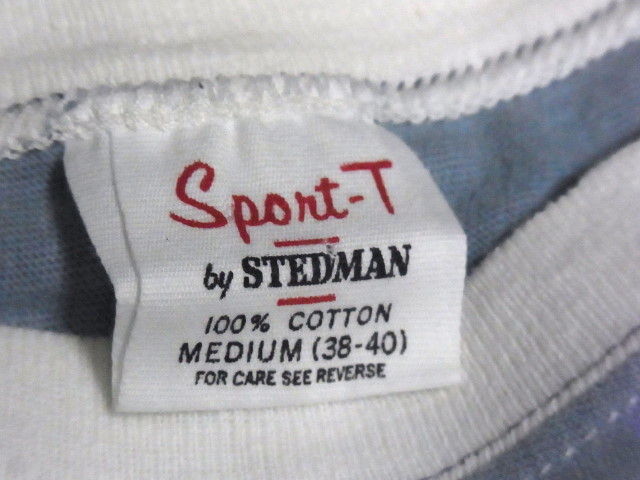 Sport-T
by STEDMAN
100% COTTON
MEDIUM (38-40)
FOR CARE SEE REVERSE